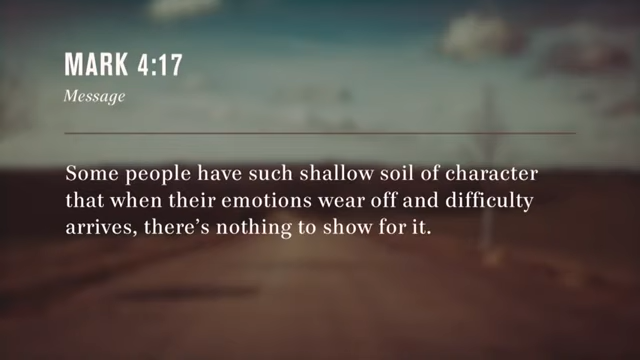 MARK 4:17
Message
Some people have such shallow soil of character
that when their emotions wear off and difficulty
arrives, there's nothing to show for it.